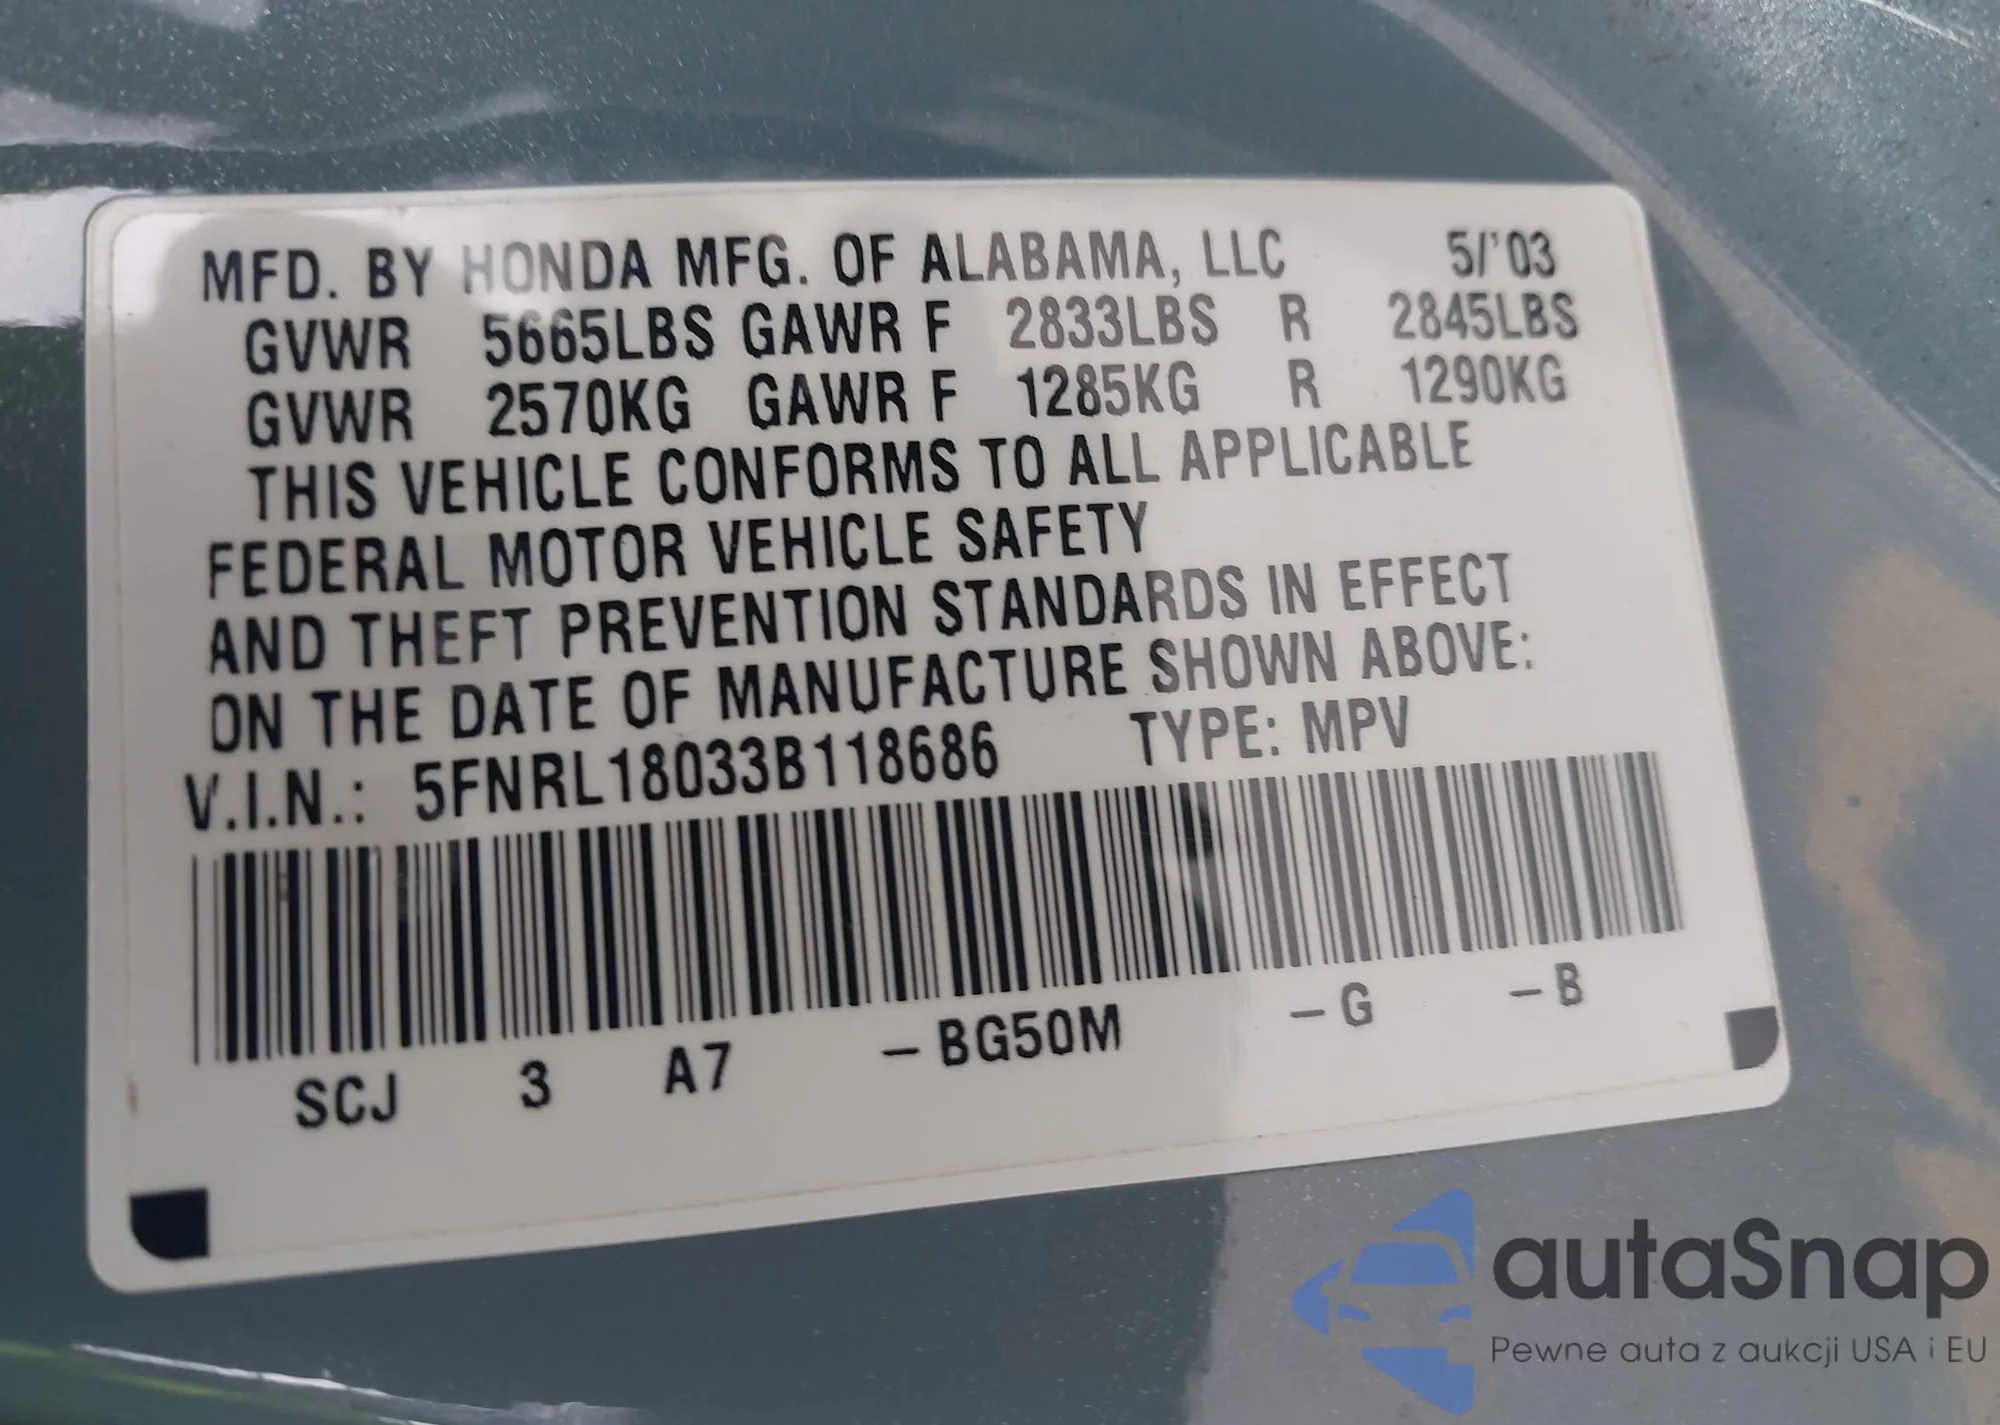 MFD. BY HONDA MFG. OF ALABAMA, LLC 5/'03
GVWR 5665LBS GAWR F 2833LBS R 2845LBS
GVWR 2570KG GAWR F 1285KG R 1290KG
THIS VEHICLE CONFORMS TO ALL APPLICABLE
FEDERAL MOTOR VEHICLE SAFETY
AND THEFT PREVENTION STANDARDS IN EFFECT
ON THE DATE OF MANUFACTURE SHOWN ABOVE:
V.I.N.: 5FNRL18033B118686 TYPE: MPV
SCJ 3 A7 –BG50M –G –B
autaSnap
Pewne auta z aukcji USA i EU